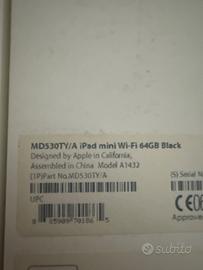 MD530TY/A iPad mini Wi-Fi 64GB Black
Designed by Apple in California,
Assembled in China Model A1432
(1P)Part No.MD530TY/A
(S) Serial N
UPC
CE06
Approve
subito